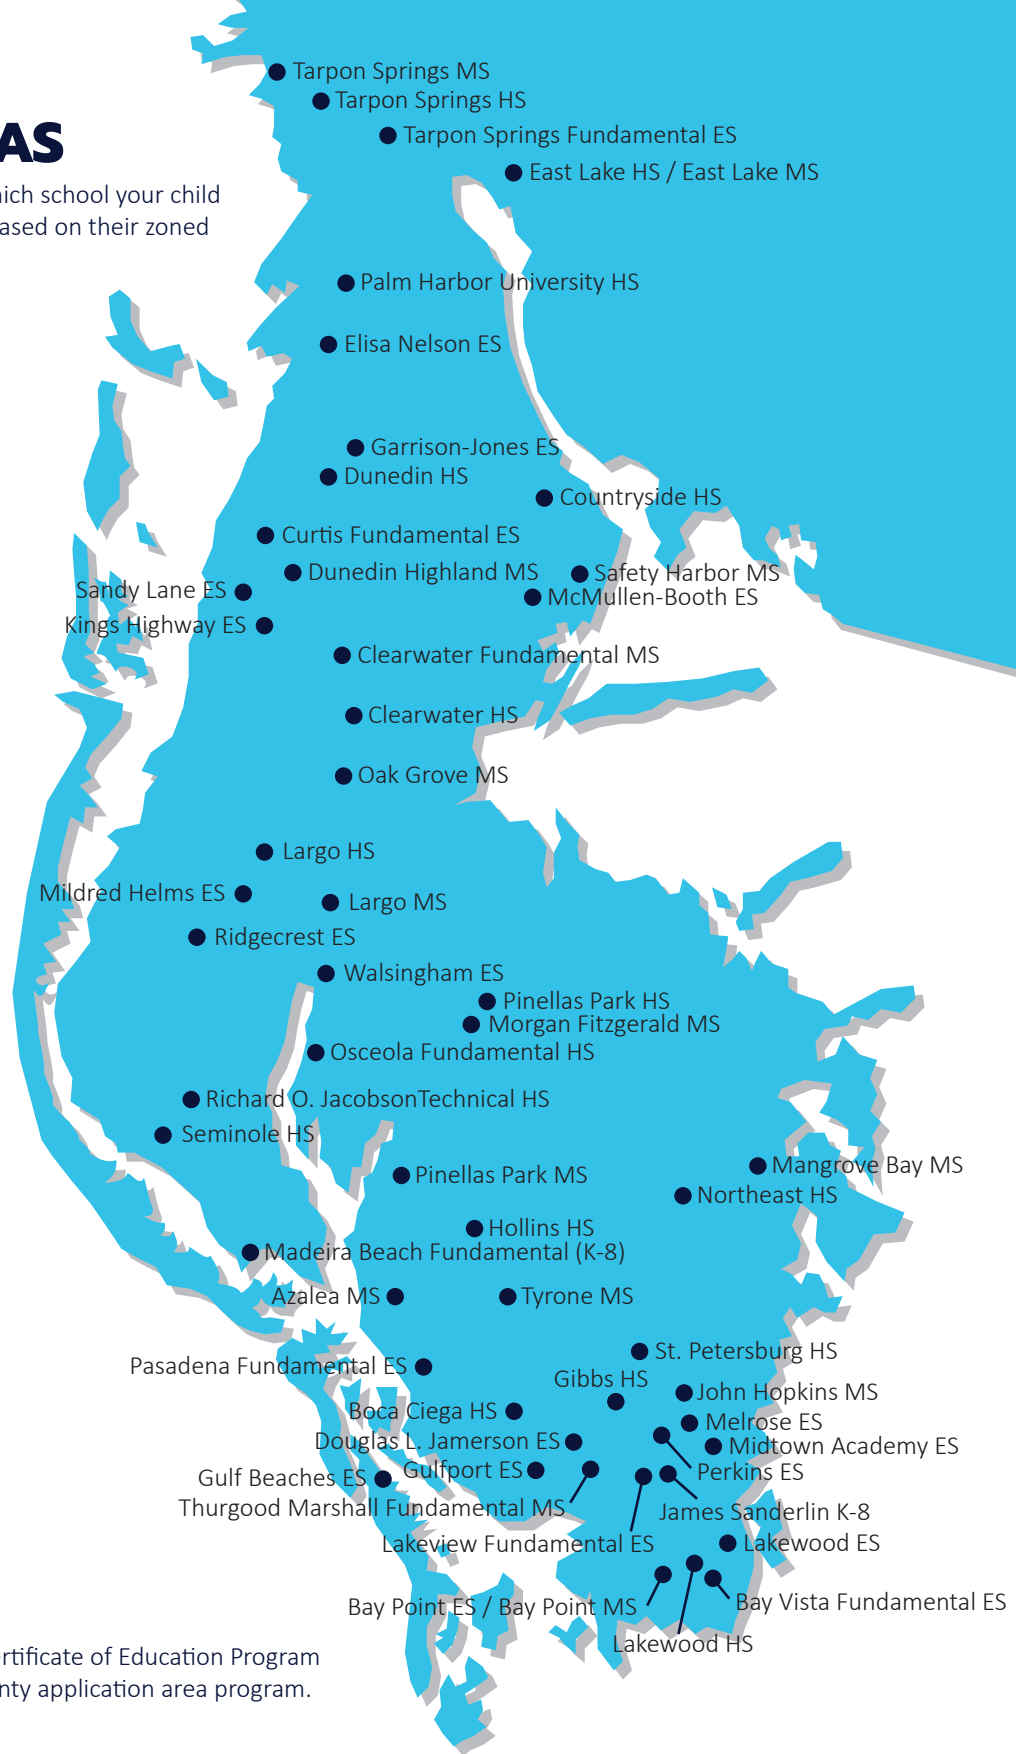 Tarpon Springs MS
Tarpon Springs HS
AS
Tarpon Springs Fundamental ES
East Lake HS / East Lake MS
hich school your child
ased on their zoned
Palm Harbor University HS
Elisa Nelson ES
Garrison-Jones ES
Dunedin HS
Countryside HS
Curtis Fundamental ES
Dunedin Highland MS
Safety Harbor MS
Sandy Lane ES
McMullen-Booth ES
Kings Highway ES
Clearwater Fundamental MS
Clearwater HS
Oak Grove MS
Largo HS
Mildred Helms ES
Largo MS
Ridgecrest ES
Walsingham ES
Pinellas Park HS
Morgan Fitzgerald MS
Osceola Fundamental HS
Richard O. JacobsonTechnical HS
Seminole HS
Mangrove Bay MS
Pinellas Park MS
Northeast HS
Hollins HS
Madeira Beach Fundamental (K-8)
Azalea MS
Tyrone MS
St. Petersburg HS
Pasadena Fundamental ES
Gibbs HS
John Hopkins MS
Boca Ciega HS
Melrose ES
Douglas L. Jamerson ES
Midtown Academy ES
Gulfport ES
Perkins ES
Gulf Beaches ES
Thurgood Marshall Fundamental MS
James Sanderlin K-8
Lakeview Fundamental ES
Lakewood ES
Bay Vista Fundamental ES
Bay Point ES / Bay Point MS
Lakewood HS
rtificate of Education Program
nty application area program.